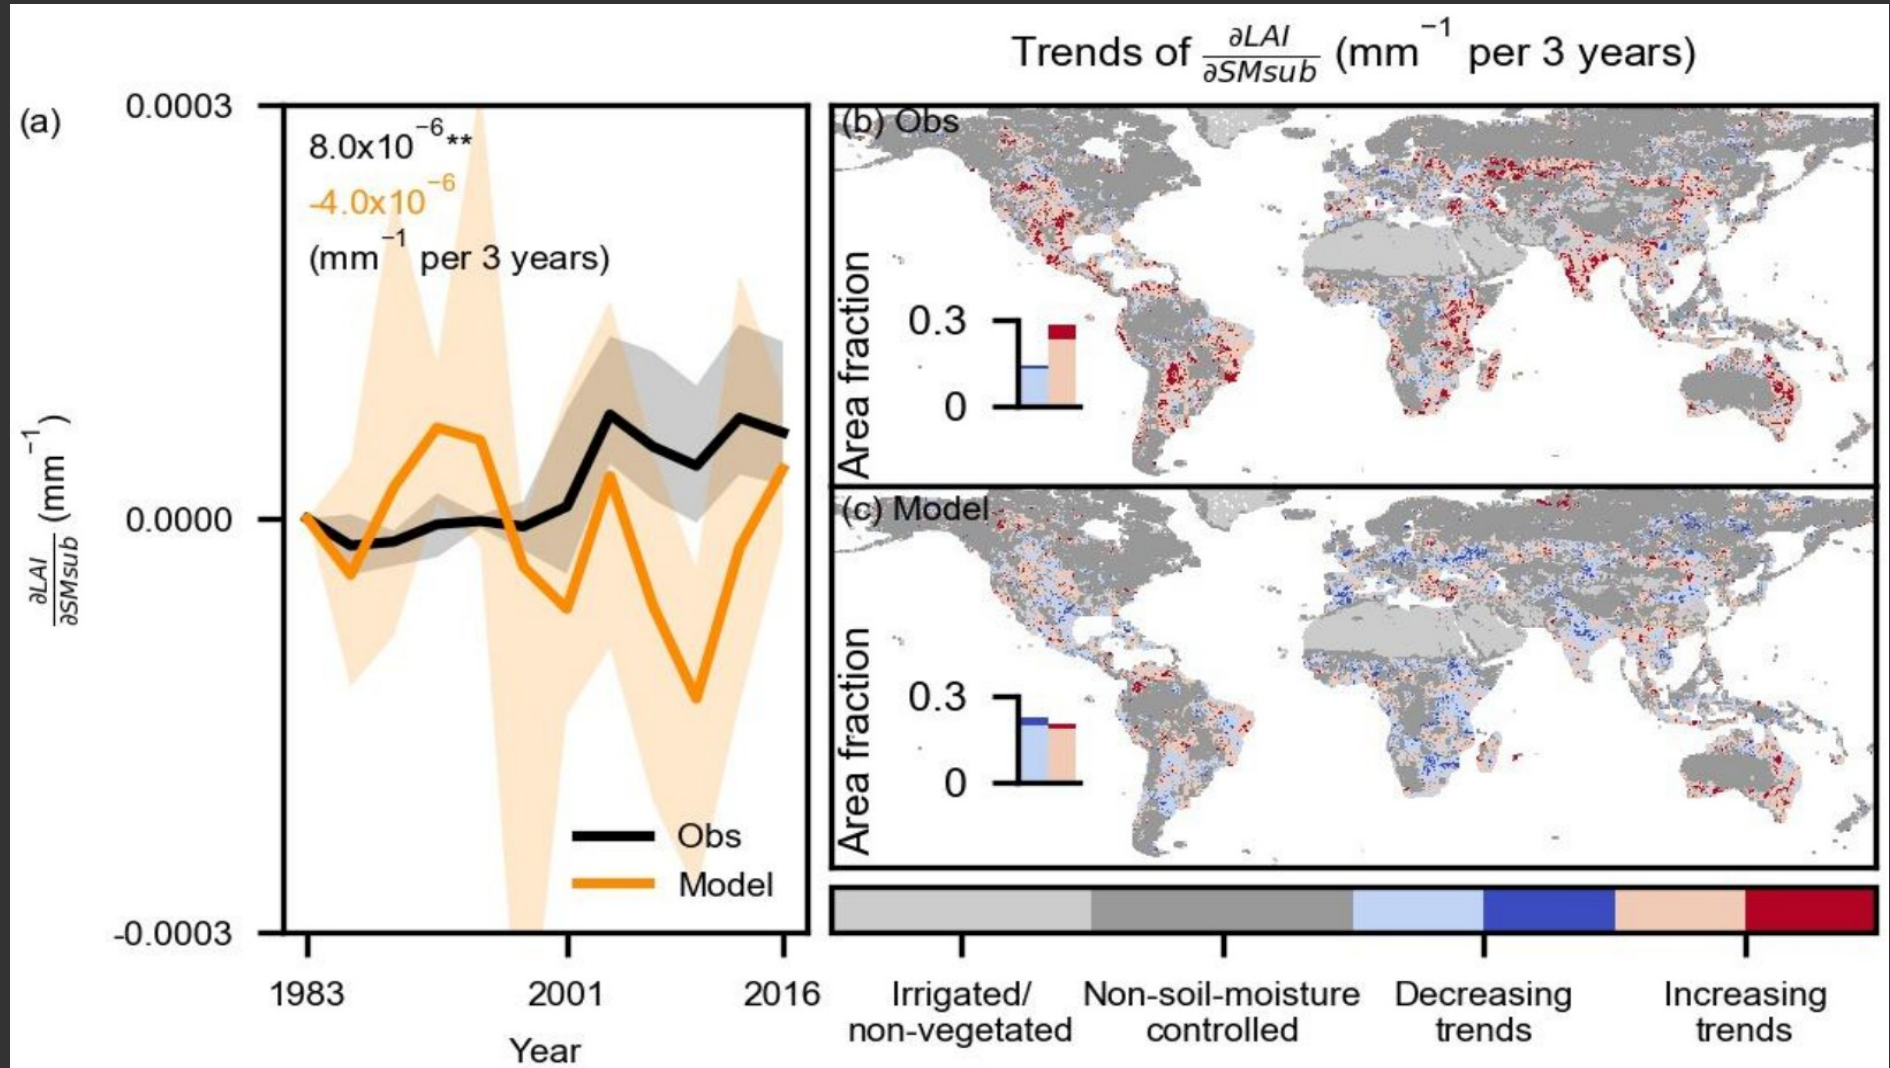 Trends of ∂LAI/∂SMsub (mm⁻¹ per 3 years)
(a)
0.0003
0.0000
-0.0003
∂LAI/∂SMsub (mm⁻¹)
8.0x10⁻⁶**
-4.0x10⁻⁶
(mm⁻¹ per 3 years)
Obs
Model
1983
2001
2016
Year
(b) Obs
Area fraction
0.3
0
(c) Model
Area fraction
0.3
0
Irrigated/
non-vegetated
Non-soil-moisture
controlled
Decreasing
trends
Increasing
trends